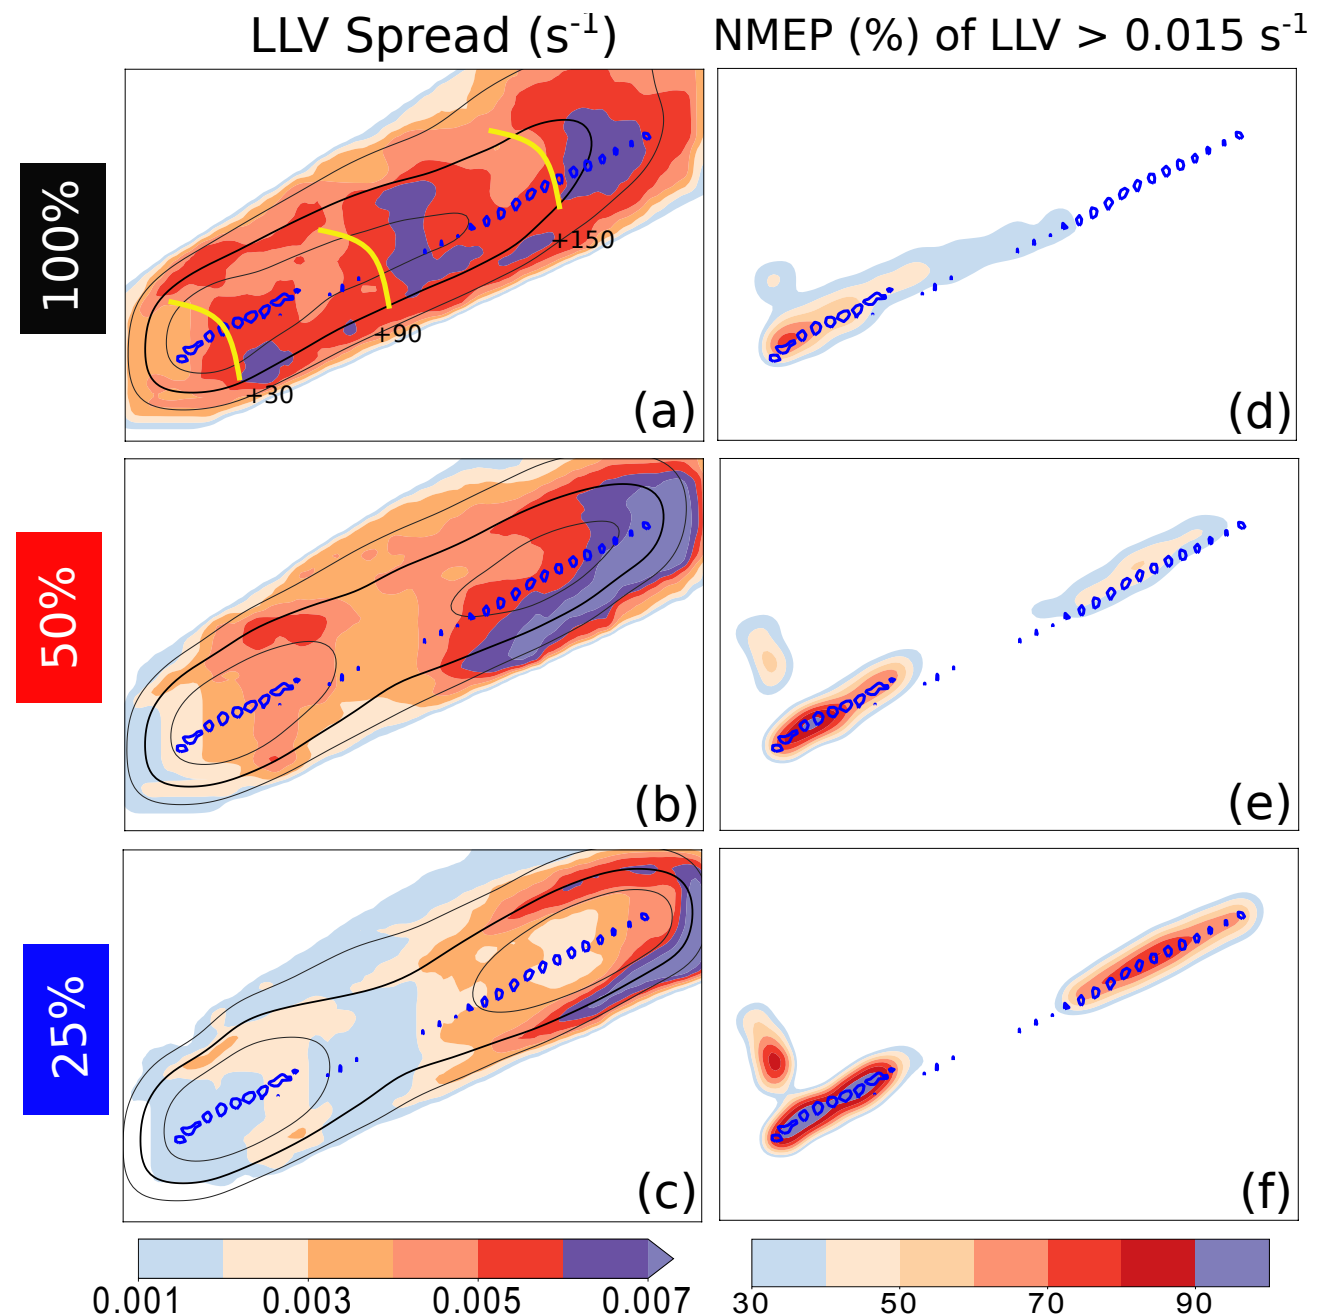 LLV Spread (s-1)
NMEP (%) of LLV > 0.015 s-1
100%
+150
+90
+30
(a)
(d)
50%
(b)
(e)
25%
(c)
(f)
0.001 0.003 0.005 0.007
30 50 70 90